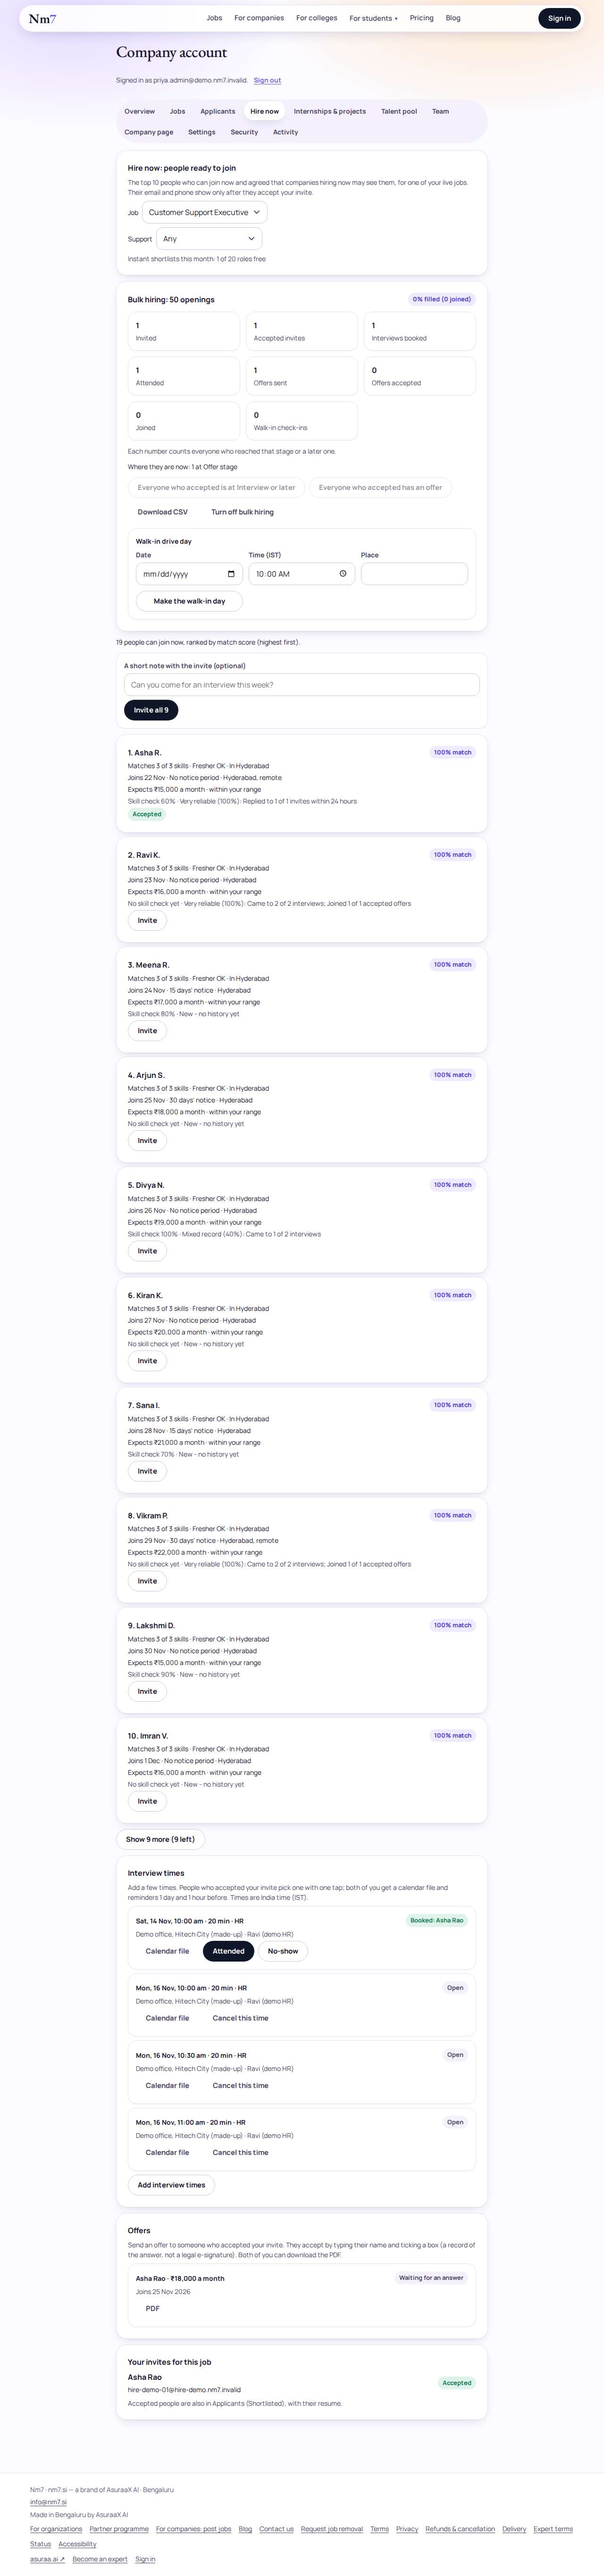 Nm7
Jobs
For companies
For colleges
For students ▾
Pricing
Blog
Sign in
Company account
Signed in as priya.admin@demo.nm7.invalid. Sign out
Overview
Jobs
Applicants
Hire now
Internships & projects
Talent pool
Team
Company page
Settings
Security
Activity
Hire now: people ready to join
The top 10 people who can join now and agreed that companies hiring now may see them, for one of your live jobs.
Their email and phone show only after they accept your invite.
Job Customer Support Executive
Support Any
Instant shortlists this month: 1 of 20 roles free
Bulk hiring: 50 openings
0% filled (0 joined)
1
Invited
1
Accepted invites
1
Interviews booked
1
Attended
1
Offers sent
0
Offers accepted
0
Joined
0
Walk-in check-ins
Each number counts everyone who reached that stage or a later one.
Where they are now: 1 at Offer stage
Everyone who accepted is at Interview or later
Everyone who accepted has an offer
Download CSV
Turn off bulk hiring
Walk-in drive day
Date
Time (IST)
Place
mm/dd/yyyy
10:00 AM
Make the walk-in day
19 people can join now, ranked by match score (highest first).
A short note with the invite (optional)
Can you come for an interview this week?
Invite all 9
1. Asha R.
100% match
Matches 3 of 3 skills · Fresher OK · In Hyderabad
Joins 22 Nov · No notice period · Hyderabad, remote
Expects ₹15,000 a month · within your range
Skill check 60% · Very reliable (100%): Replied to 1 of 1 invites within 24 hours
Accepted
2. Ravi K.
100% match
Matches 3 of 3 skills · Fresher OK · In Hyderabad
Joins 23 Nov · No notice period · Hyderabad
Expects ₹16,000 a month · within your range
No skill check yet · Very reliable (100%): Came to 2 of 2 interviews; Joined 1 of 1 accepted offers
Invite
3. Meena R.
100% match
Matches 3 of 3 skills · Fresher OK · In Hyderabad
Joins 24 Nov · 15 days' notice · Hyderabad
Expects ₹17,000 a month · within your range
Skill check 80% · New - no history yet
Invite
4. Arjun S.
100% match
Matches 3 of 3 skills · Fresher OK · In Hyderabad
Joins 25 Nov · 30 days' notice · Hyderabad
Expects ₹18,000 a month · within your range
No skill check yet · New - no history yet
Invite
5. Divya N.
100% match
Matches 3 of 3 skills · Fresher OK · In Hyderabad
Joins 26 Nov · No notice period · Hyderabad
Expects ₹19,000 a month · within your range
Skill check 100% · Mixed record (40%): Came to 1 of 2 interviews
Invite
6. Kiran K.
100% match
Matches 3 of 3 skills · Fresher OK · In Hyderabad
Joins 27 Nov · No notice period · Hyderabad
Expects ₹20,000 a month · within your range
No skill check yet · New - no history yet
Invite
7. Sana I.
100% match
Matches 3 of 3 skills · Fresher OK · In Hyderabad
Joins 28 Nov · 15 days' notice · Hyderabad
Expects ₹21,000 a month · within your range
Skill check 70% · New - no history yet
Invite
8. Vikram P.
100% match
Matches 3 of 3 skills · Fresher OK · In Hyderabad
Joins 29 Nov · 30 days' notice · Hyderabad, remote
Expects ₹22,000 a month · within your range
No skill check yet · Very reliable (100%): Came to 2 of 2 interviews; Joined 1 of 1 accepted offers
Invite
9. Lakshmi D.
100% match
Matches 3 of 3 skills · Fresher OK · In Hyderabad
Joins 30 Nov · No notice period · Hyderabad
Expects ₹15,000 a month · within your range
Skill check 90% · New - no history yet
Invite
10. Imran V.
100% match
Matches 3 of 3 skills · Fresher OK · In Hyderabad
Joins 1 Dec · No notice period · Hyderabad
Expects ₹16,000 a month · within your range
No skill check yet · New - no history yet
Invite
Show 9 more (9 left)
Interview times
Add a few times. People who accepted your invite pick one with one tap; both of you get a calendar file and
reminders 1 day and 1 hour before. Times are India time (IST).
Sat, 14 Nov, 10:00 am · 20 min · HR
Booked: Asha Rao
Demo office, Hitech City (made-up) · Ravi (demo HR)
Calendar file
Attended
No-show
Mon, 16 Nov, 10:00 am · 20 min · HR
Open
Demo office, Hitech City (made-up) · Ravi (demo HR)
Calendar file
Cancel this time
Mon, 16 Nov, 10:30 am · 20 min · HR
Open
Demo office, Hitech City (made-up) · Ravi (demo HR)
Calendar file
Cancel this time
Mon, 16 Nov, 11:00 am · 20 min · HR
Open
Demo office, Hitech City (made-up) · Ravi (demo HR)
Calendar file
Cancel this time
Add interview times
Offers
Send an offer to someone who accepted your invite. They accept by typing their name and ticking a box (a record of
the answer, not a legal e-signature). Both of you can download the PDF.
Asha Rao · ₹18,000 a month
Waiting for an answer
Joins 25 Nov 2026
PDF
Your invites for this job
Asha Rao
hire-demo-01@hire-demo.nm7.invalid
Accepted
Accepted people are also in Applicants (Shortlisted), with their resume.
Nm7 · nm7.si — a brand of AsuraaX AI · Bengaluru
info@nm7.si
Made in Bengaluru by AsuraaX AI
For organizations
Partner programme
For companies: post jobs
Blog
Contact us
Request job removal
Terms
Privacy
Refunds & cancellation
Delivery
Expert terms
Status
Accessibility
asuraa.ai ↗
Become an expert
Sign in